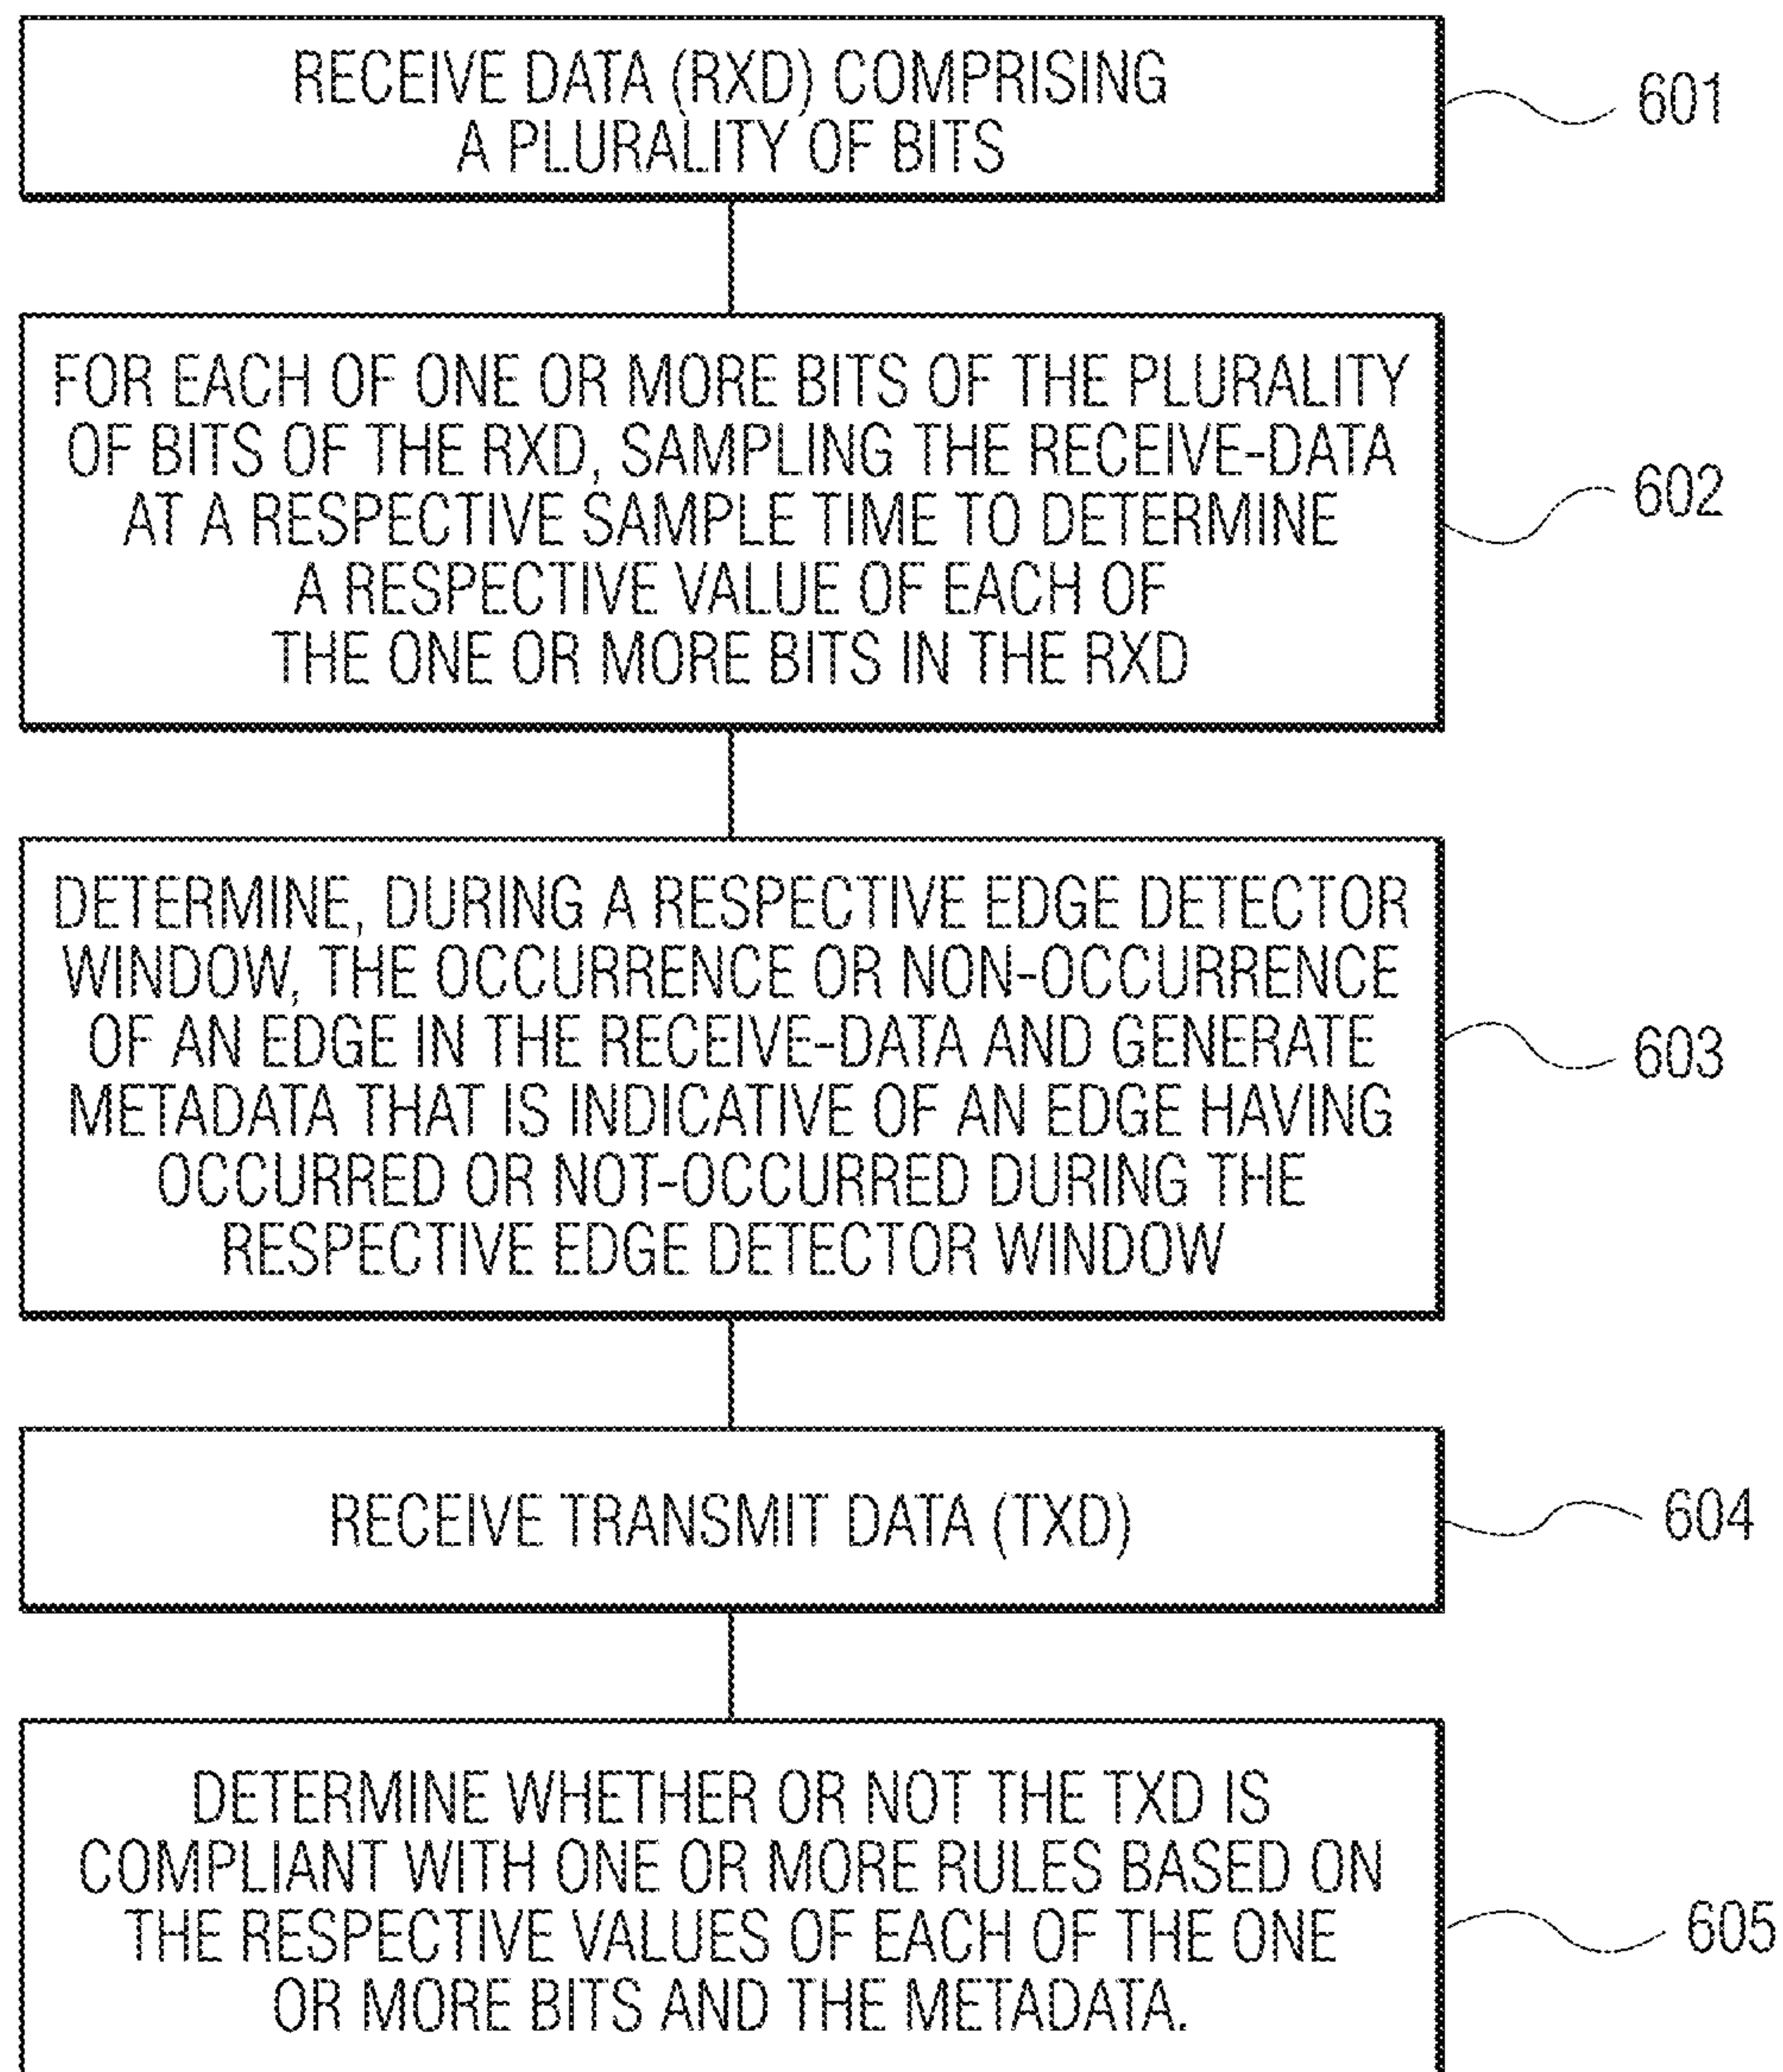 RECEIVE DATA (RXD) COMPRISING
A PLURALITY OF BITS
601
FOR EACH OF ONE OR MORE BITS OF THE PLURALITY
OF BITS OF THE RXD, SAMPLING THE RECEIVE-DATA
AT A RESPECTIVE SAMPLE TIME TO DETERMINE
A RESPECTIVE VALUE OF EACH OF
THE ONE OR MORE BITS IN THE RXD
602
DETERMINE, DURING A RESPECTIVE EDGE DETECTOR
WINDOW, THE OCCURRENCE OR NON-OCCURRENCE
OF AN EDGE IN THE RECEIVE-DATA AND GENERATE
METADATA THAT IS INDICATIVE OF AN EDGE HAVING
OCCURRED OR NOT-OCCURRED DURING THE
RESPECTIVE EDGE DETECTOR WINDOW
603
RECEIVE TRANSMIT DATA (TXD)
604
DETERMINE WHETHER OR NOT THE TXD IS
COMPLIANT WITH ONE OR MORE RULES BASED ON
THE RESPECTIVE VALUES OF EACH OF THE ONE
OR MORE BITS AND THE METADATA.
605